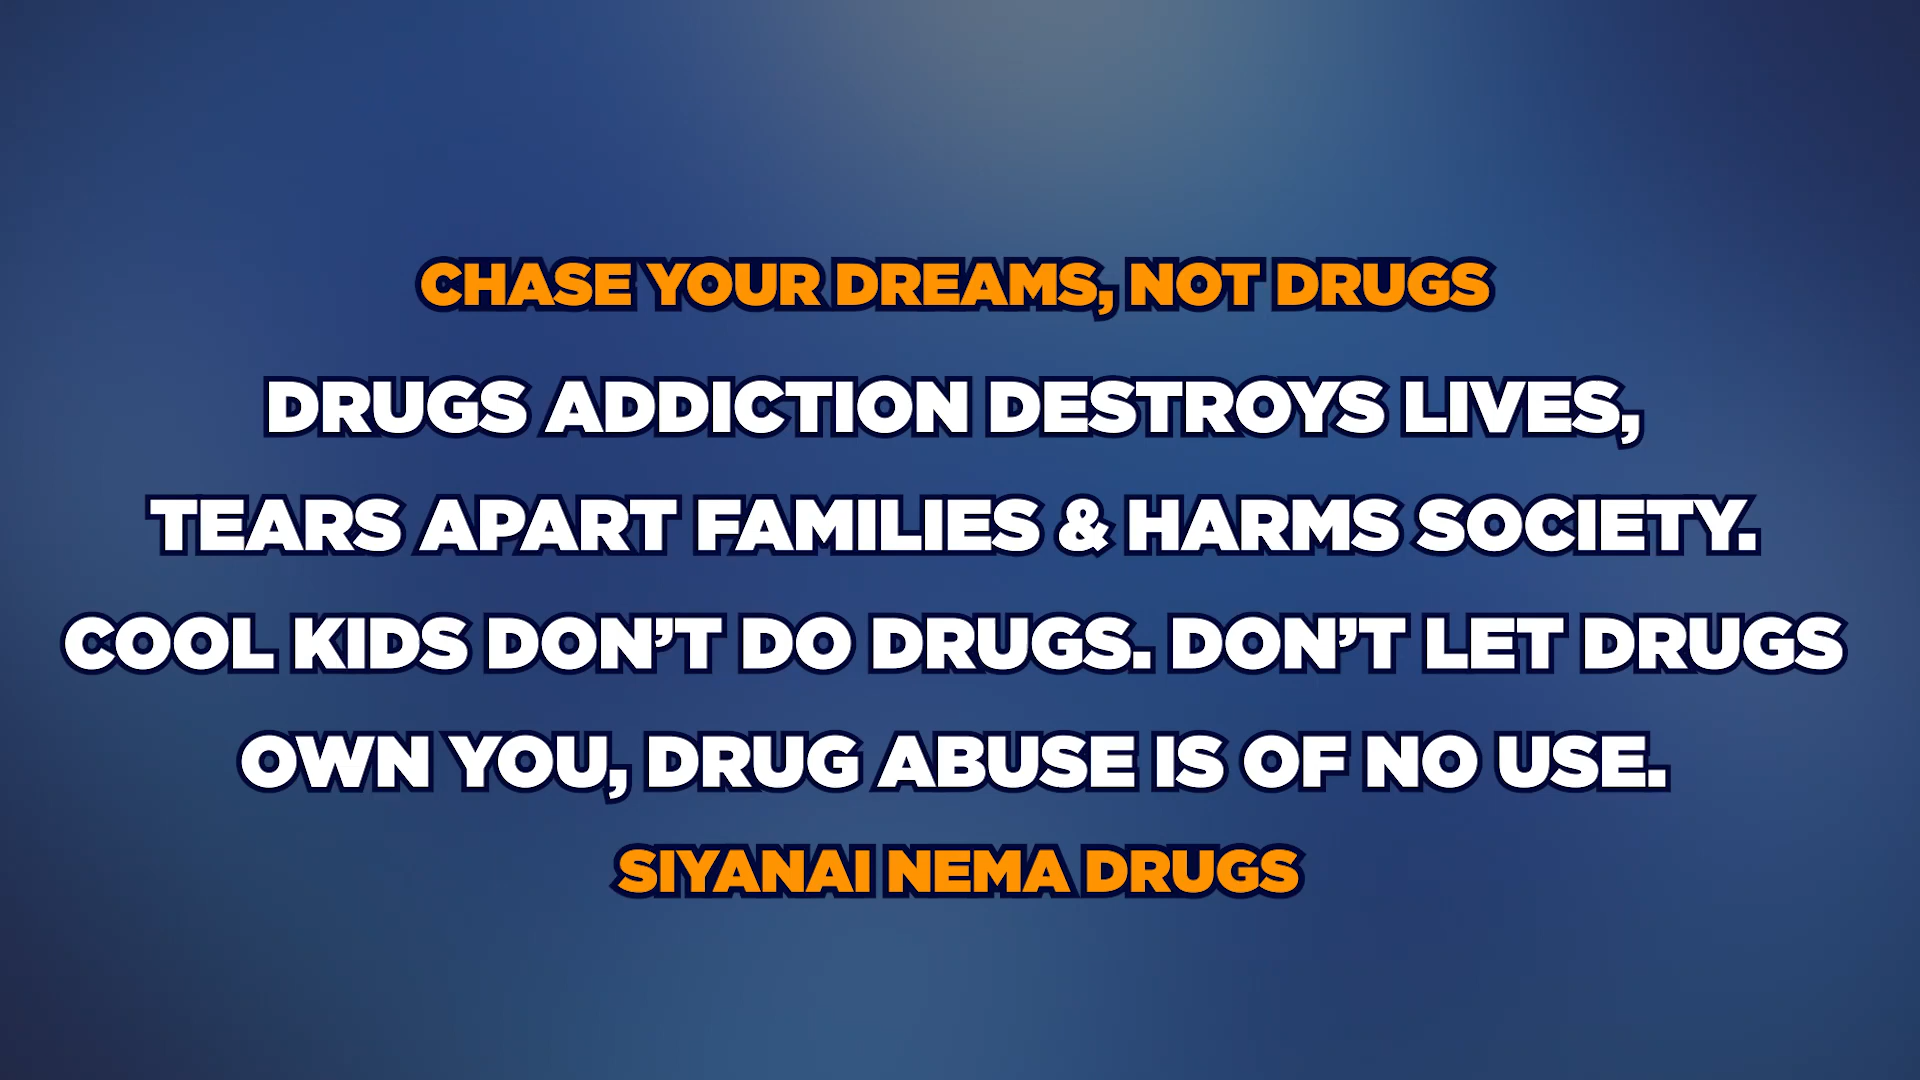 CHASE YOUR DREAMS, NOT DRUGS
DRUGS ADDICTION DESTROYS LIVES,
TEARS APART FAMILIES & HARMS SOCIETY.
COOL KIDS DON’T DO DRUGS. DON’T LET DRUGS
OWN YOU, DRUG ABUSE IS OF NO USE.
SIYANAI NEMA DRUGS